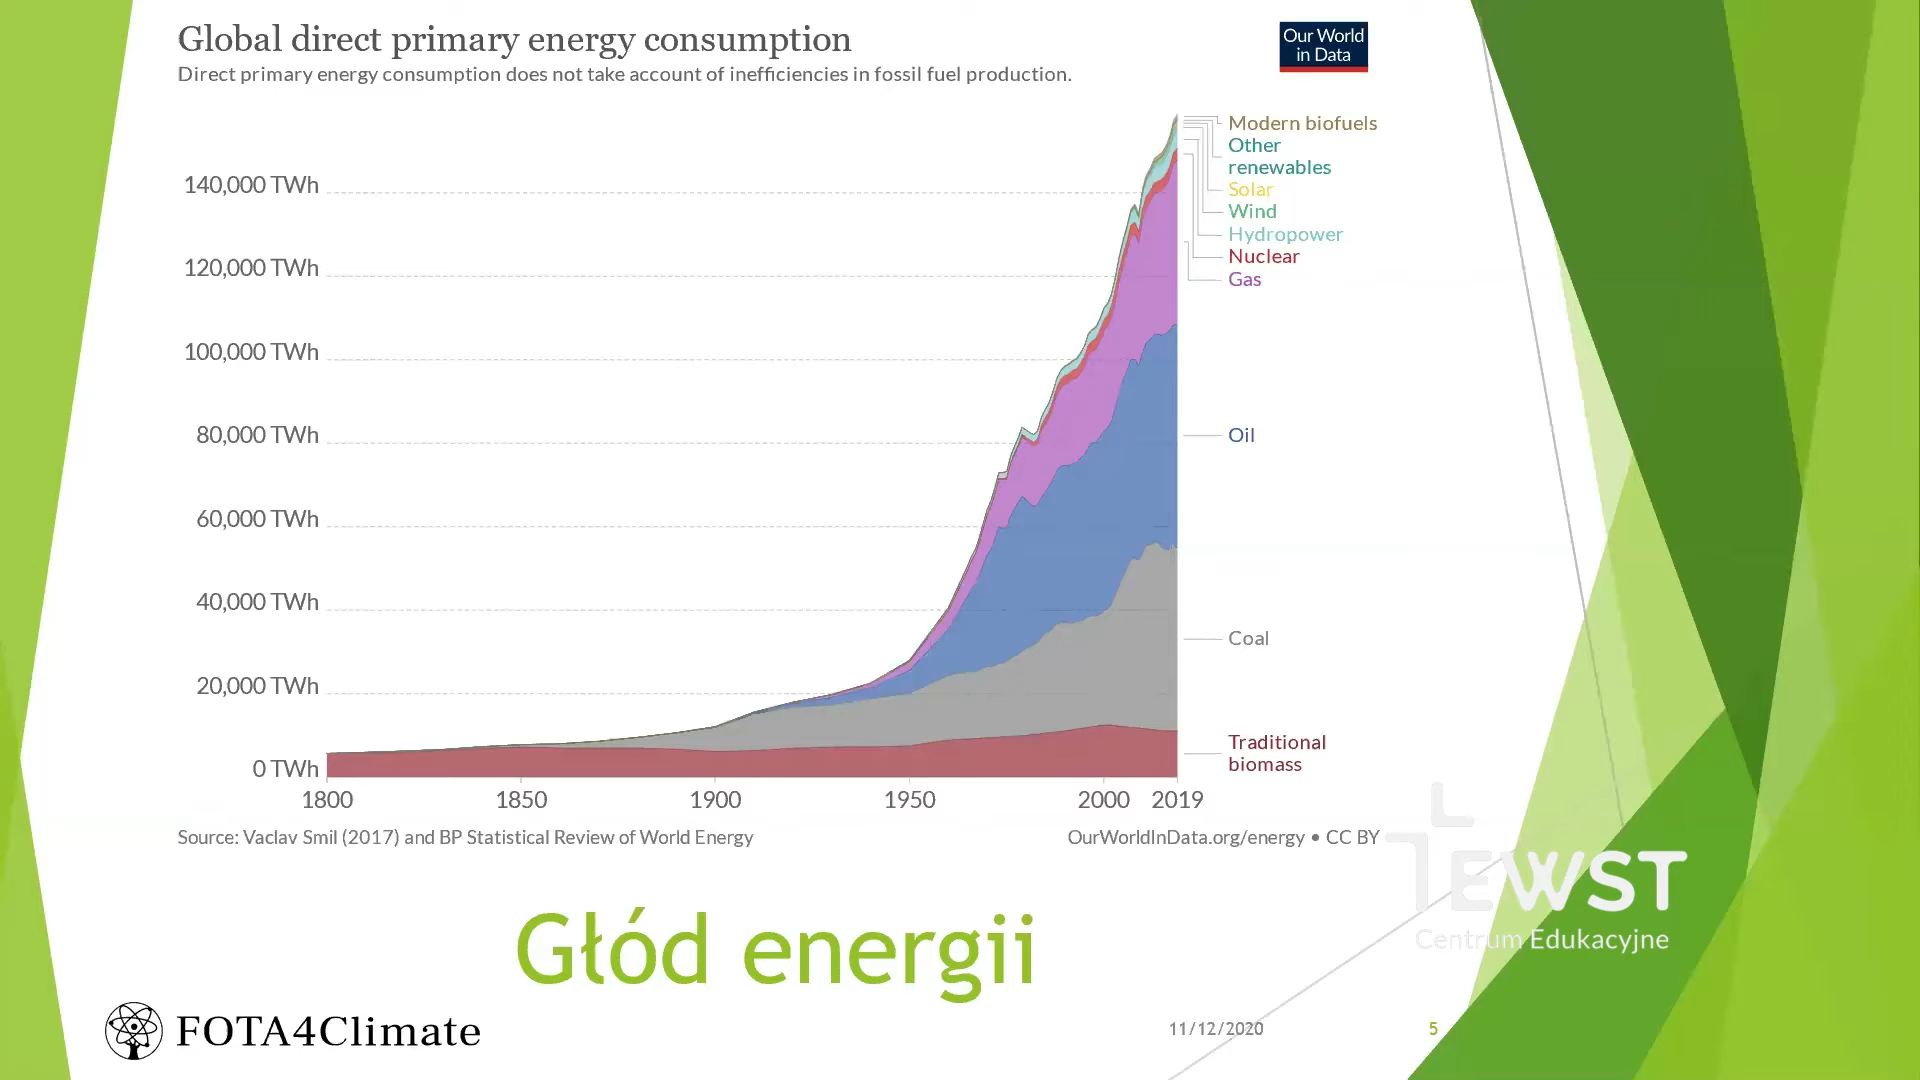 Global direct primary energy consumption
Direct primary energy consumption does not take account of inefficiencies in fossil fuel production.
Our World
in Data
Modern biofuels
Other
renewables
Solar
Wind
Hydropower
Nuclear
Gas
Oil
Coal
Traditional
biomass
140,000 TWh
120,000 TWh
100,000 TWh
80,000 TWh
60,000 TWh
40,000 TWh
20,000 TWh
0 TWh
1800 1850 1900 1950 2000 2019
Source: Vaclav Smil (2017) and BP Statistical Review of World Energy
OurWorldInData.org/energy • CC BY
EWST
Centrum Edukacyjne
Głód energii
FOTA4Climate
11/12/2020
5